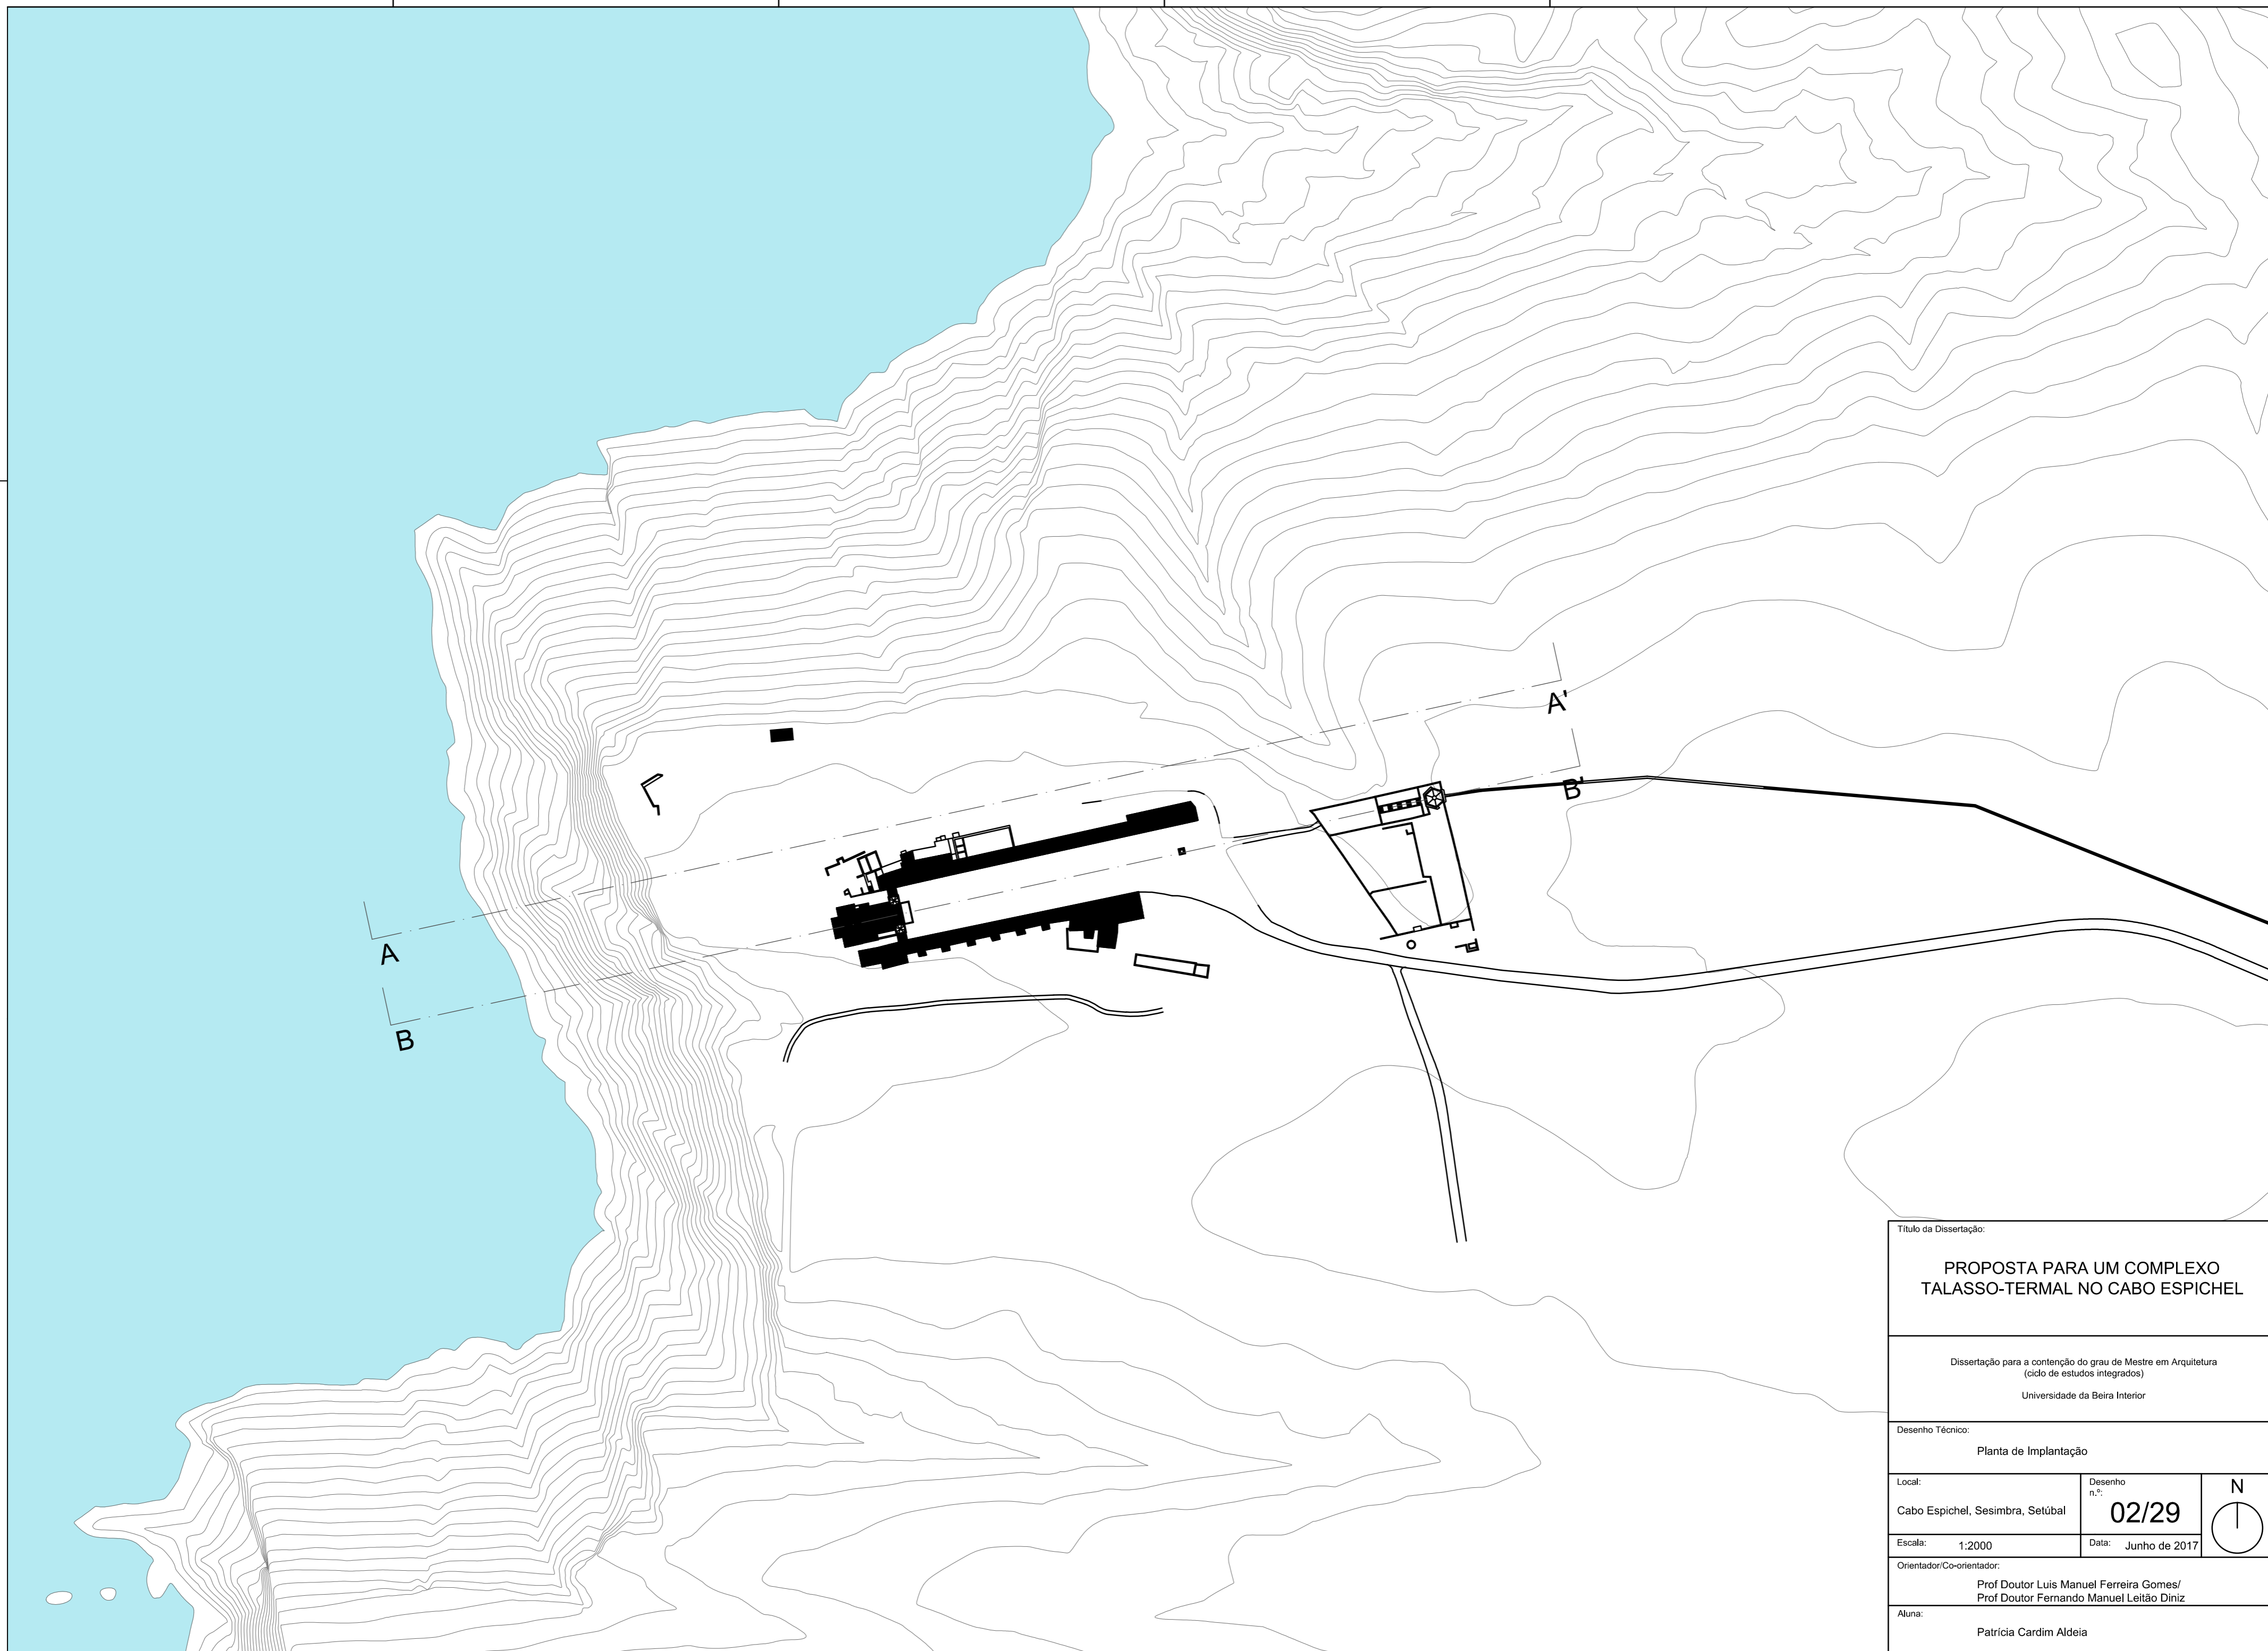 A'
B'
A
B
Título da Dissertação:
PROPOSTA PARA UM COMPLEXO
TALASSO-TERMAL NO CABO ESPICHEL
Dissertação para a contenção do grau de Mestre em Arquitetura
(ciclo de estudos integrados)
Universidade da Beira Interior
Desenho Técnico:
Planta de Implantação
Local:
Cabo Espichel, Sesimbra, Setúbal
Desenho
n.º:
02/29
N
Escala: 1:2000
Data: Junho de 2017
Orientador/Co-orientador:
Prof Doutor Luis Manuel Ferreira Gomes/
Prof Doutor Fernando Manuel Leitão Diniz
Aluna:
Patrícia Cardim Aldeia